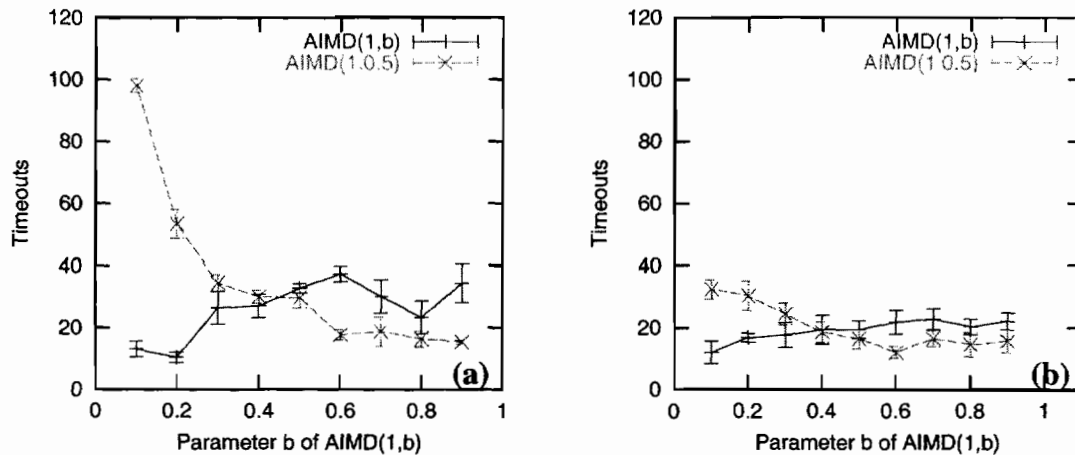 120
100
80
60
40
20
0
Timeouts
AIMD(1,b)
AIMD(1.0.5)
(a)
0
0.2
0.4
0.6
0.8
1
Parameter b of AIMD(1,b)
120
100
80
60
40
20
0
Timeouts
AIMD(1,b)
AIMD(1 0.5)
(b)
0
0.2
0.4
0.6
0.8
1
Parameter b of AIMD(1,b)